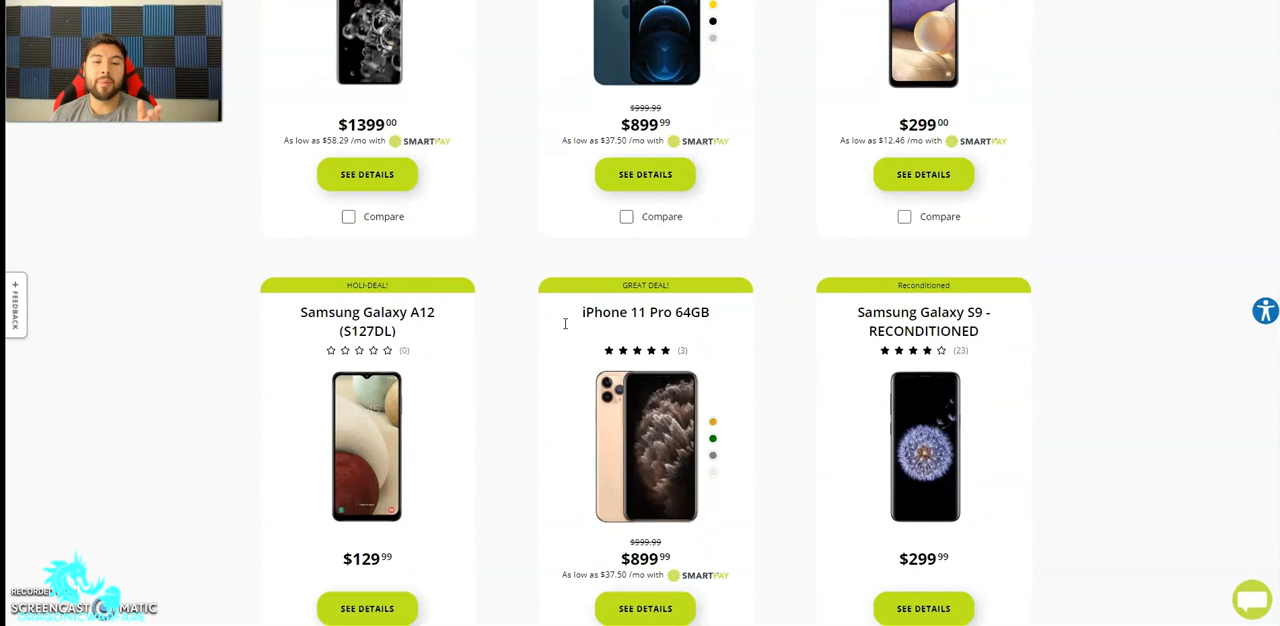 $1399 00
As low as $58.29 /mo with SMARTPAY
SEE DETAILS
Compare
$999.99
$899 99
As low as $37.50 /mo with SMARTPAY
SEE DETAILS
Compare
$299 00
As low as $12.46 /mo with SMARTPAY
SEE DETAILS
Compare
+ FEEDBACK
HOLI-DEAL!
Samsung Galaxy A12
(S127DL)
(0)
$129 99
SEE DETAILS
GREAT DEAL!
iPhone 11 Pro 64GB
(3)
$999.99
$899 99
As low as $37.50 /mo with SMARTPAY
SEE DETAILS
Reconditioned
Samsung Galaxy S9 -
RECONDITIONED
(23)
$299 99
SEE DETAILS
RECORDED
SCREENCAST MATIC
DRAGONICWARFARE